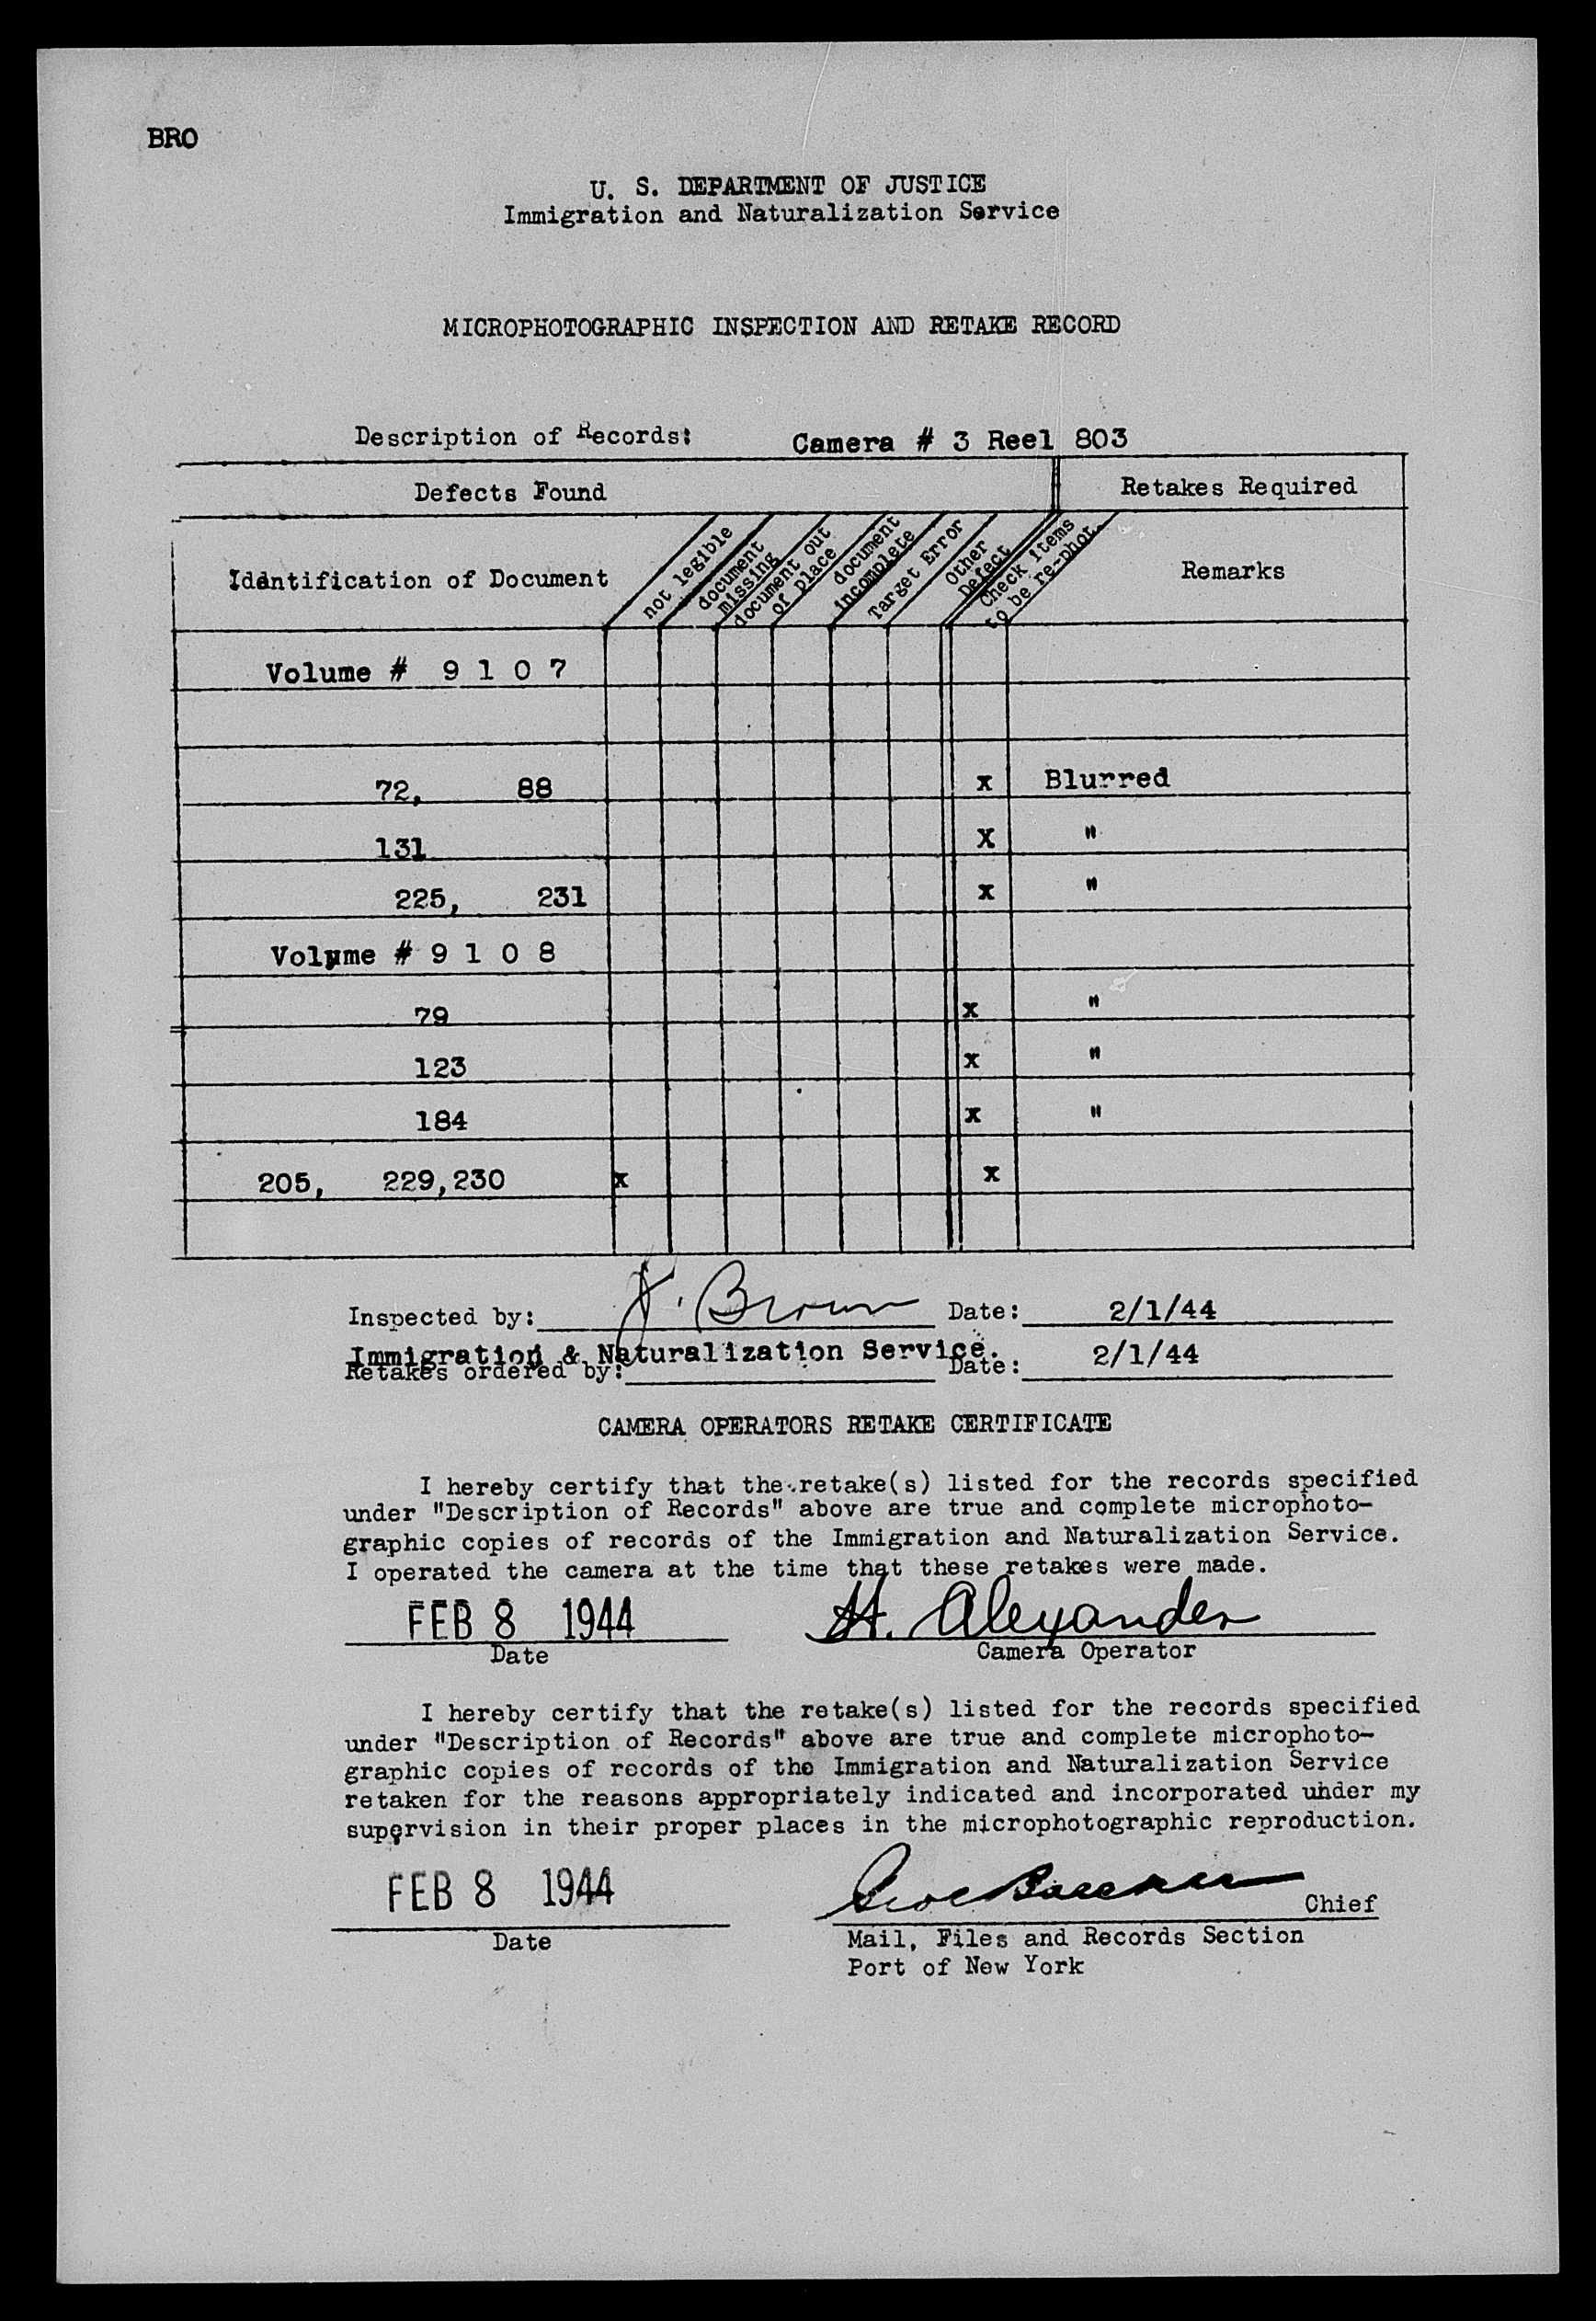 BRO
U. S. DEPARTMENT OF JUSTICE
Immigration and Naturalization Service
MICROPHOTOGRAPHIC INSPECTION AND RETAKE RECORD
Description of Records: Camera # 3 Reel 803
Defects Found Retakes Required
Identification of Document
not legible
document
missing
document out
of place
document
incomplete
Target Error
Other
Defect
Check items
to be re-phot.
Remarks
Volume # 9 1 0 7
72, 88 x Blurred
131 X "
225, 231 x "
Volume # 9 1 0 8
79 x "
123 x "
184 x "
205, 229,230 x x
Inspected by: J. Brown Date: 2/1/44
Immigration & Naturalization Service.
Retakes ordered by: Date: 2/1/44
CAMERA OPERATORS RETAKE CERTIFICATE
I hereby certify that the retake(s) listed for the records specified
under "Description of Records" above are true and complete microphoto-
graphic copies of records of the Immigration and Naturalization Service.
I operated the camera at the time that these retakes were made.
FEB 8 1944 H. Alexander
Date Camera Operator
I hereby certify that the retake(s) listed for the records specified
under "Description of Records" above are true and complete microphoto-
graphic copies of records of the Immigration and Naturalization Service
retaken for the reasons appropriately indicated and incorporated under my
supervision in their proper places in the microphotographic reproduction.
FEB 8 1944 Chief
Date Mail, Files and Records Section
Port of New York